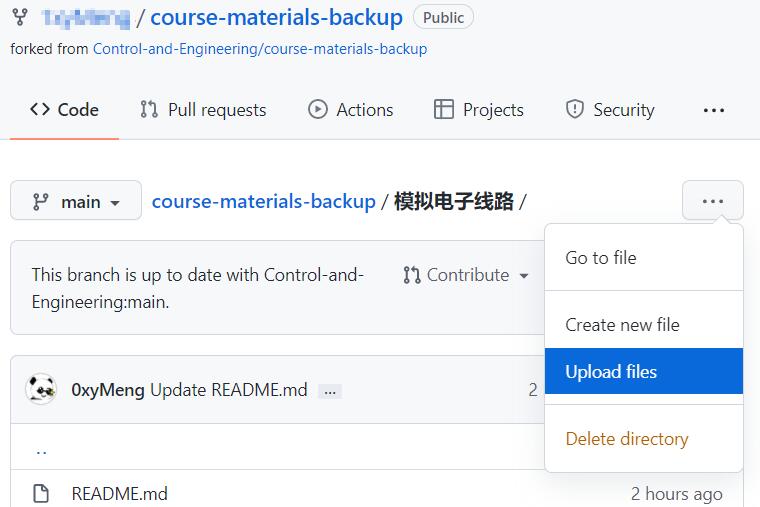 / course-materials-backup Public
forked from Control-and-Engineering/course-materials-backup
Code Pull requests Actions Projects Security ...
main course-materials-backup / 模拟电子线路 / ...
Go to file
This branch is up to date with Control-and-
Engineering:main.
Contribute
Create new file
Upload files
0xyMeng Update README.md ... 2
Delete directory
..
README.md 2 hours ago